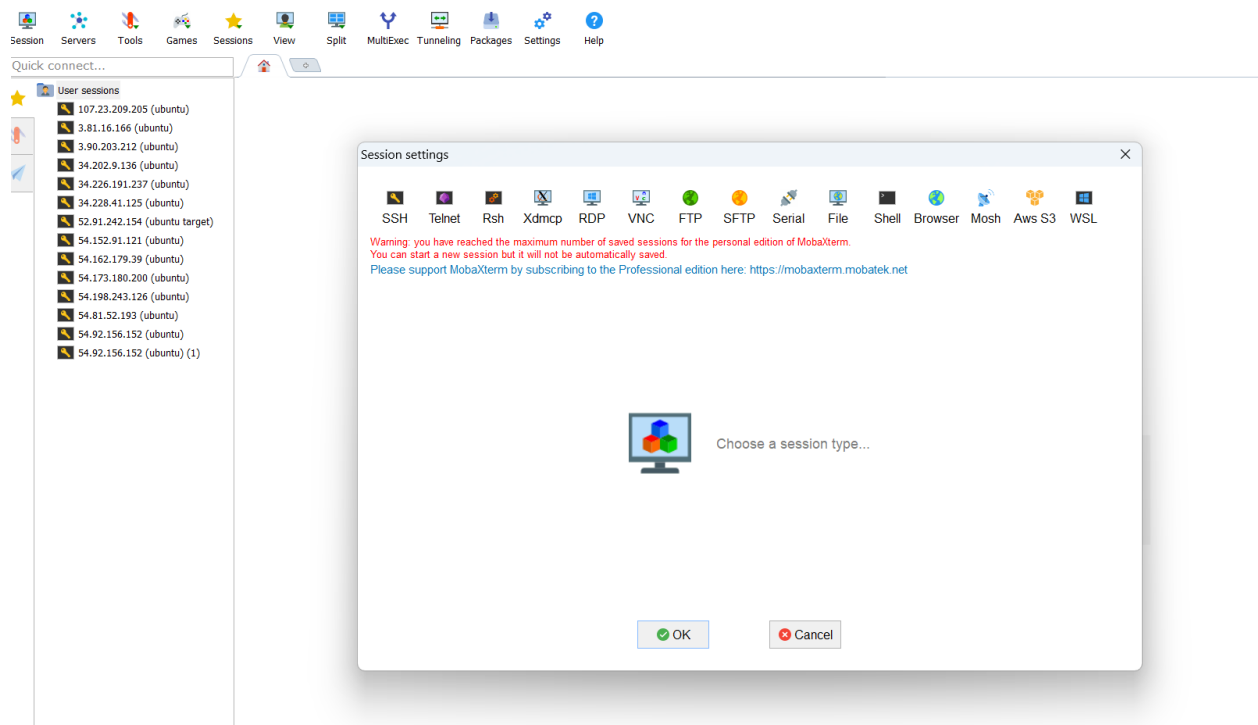 Session Servers Tools Games Sessions View Split MultiExec Tunneling Packages Settings Help
Quick connect...
User sessions
107.23.209.205 (ubuntu)
3.81.16.166 (ubuntu)
3.90.203.212 (ubuntu)
34.202.9.136 (ubuntu)
34.226.191.237 (ubuntu)
34.228.41.125 (ubuntu)
52.91.242.154 (ubuntu target)
54.152.91.121 (ubuntu)
54.162.179.39 (ubuntu)
54.173.180.200 (ubuntu)
54.198.243.126 (ubuntu)
54.81.52.193 (ubuntu)
54.92.156.152 (ubuntu)
54.92.156.152 (ubuntu) (1)
Session settings
SSH Telnet Rsh Xdmcp RDP VNC FTP SFTP Serial File Shell Browser Mosh Aws S3 WSL
Warning: you have reached the maximum number of saved sessions for the personal edition of MobaXterm.
You can start a new session but it will not be automatically saved.
Please support MobaXterm by subscribing to the Professional edition here: https://mobaxterm.mobatek.net
Choose a session type...
OK Cancel